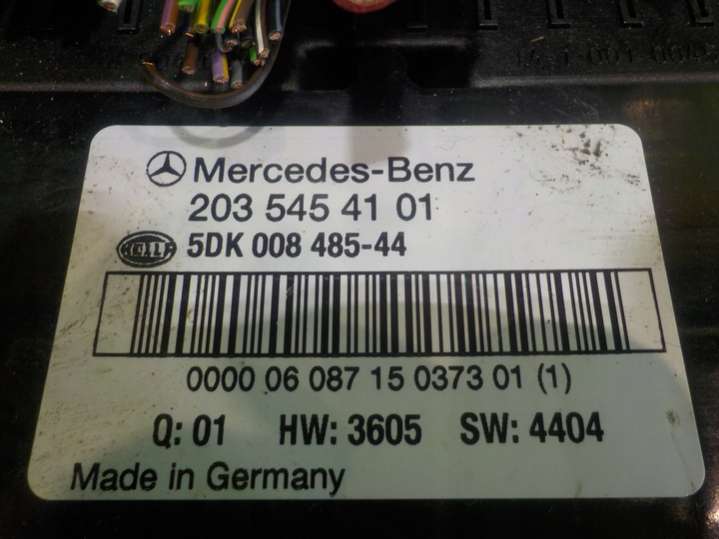 Mercedes-Benz
203 545 41 01
HELLA 5DK 008 485-44
0000 06 087 15 0373 01 (1)
Q: 01 HW: 3605 SW: 4404
Made in Germany